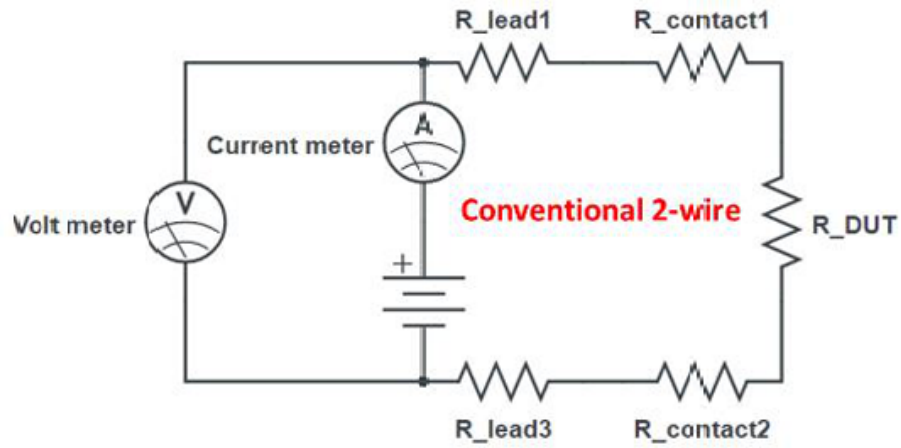 R_lead1
R_contact1
A
Current meter
V
Volt meter
Conventional 2-wire
R_DUT
+
R_lead3
R_contact2